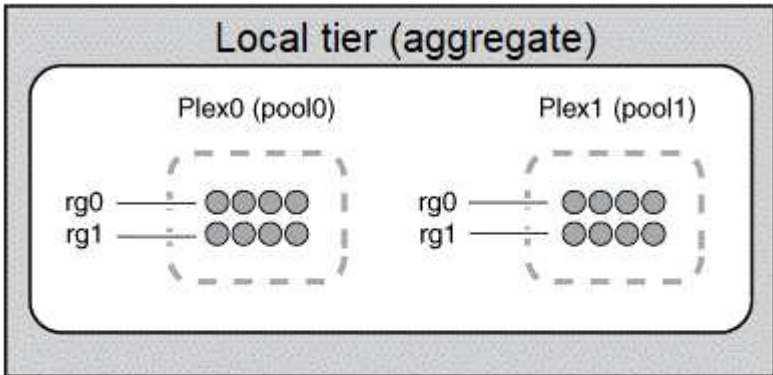 Local tier (aggregate)
Plex0 (pool0)
Plex1 (pool1)
rg0
rg1
rg0
rg1